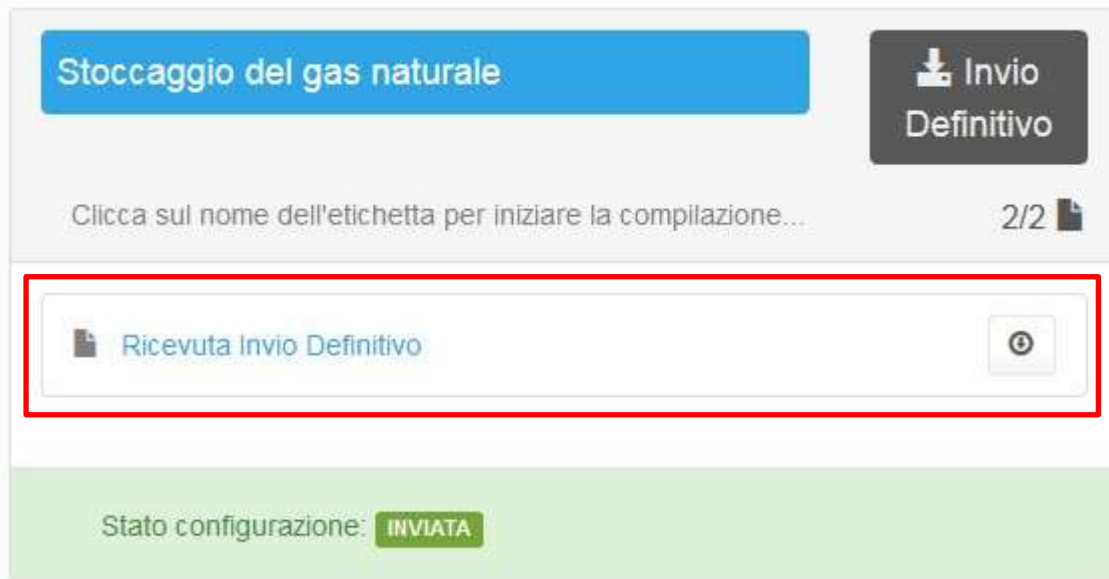 Stoccaggio del gas naturale
Invio
Definitivo
Clicca sul nome dell'etichetta per iniziare la compilazione...
2/2
Ricevuta Invio Definitivo
Stato configurazione: INVIATA